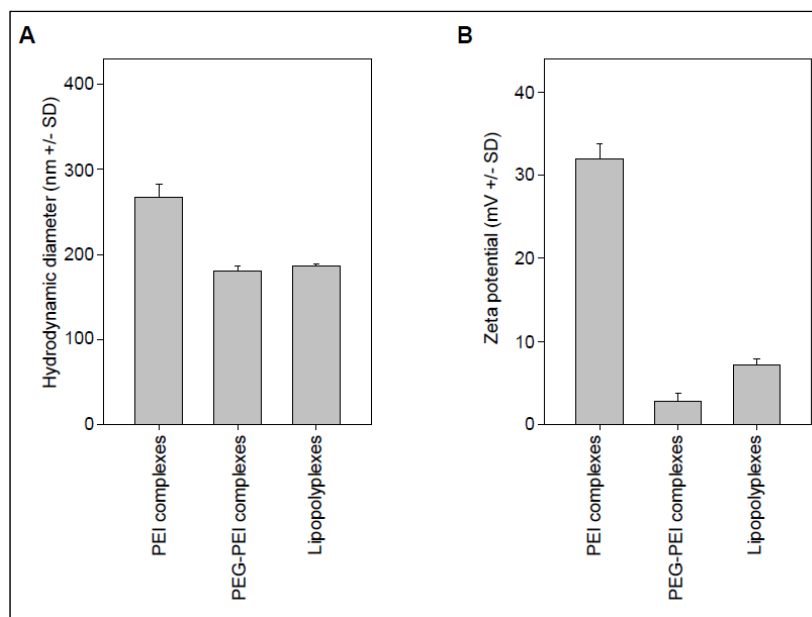 A
Hydrodynamic diameter (nm +/- SD)
400
300
200
100
0
PEI complexes
PEG-PEI complexes
Lipopolyplexes
B
Zeta potential (mV +/- SD)
40
30
20
10
0
PEI complexes
PEG-PEI complexes
Lipopolyplexes